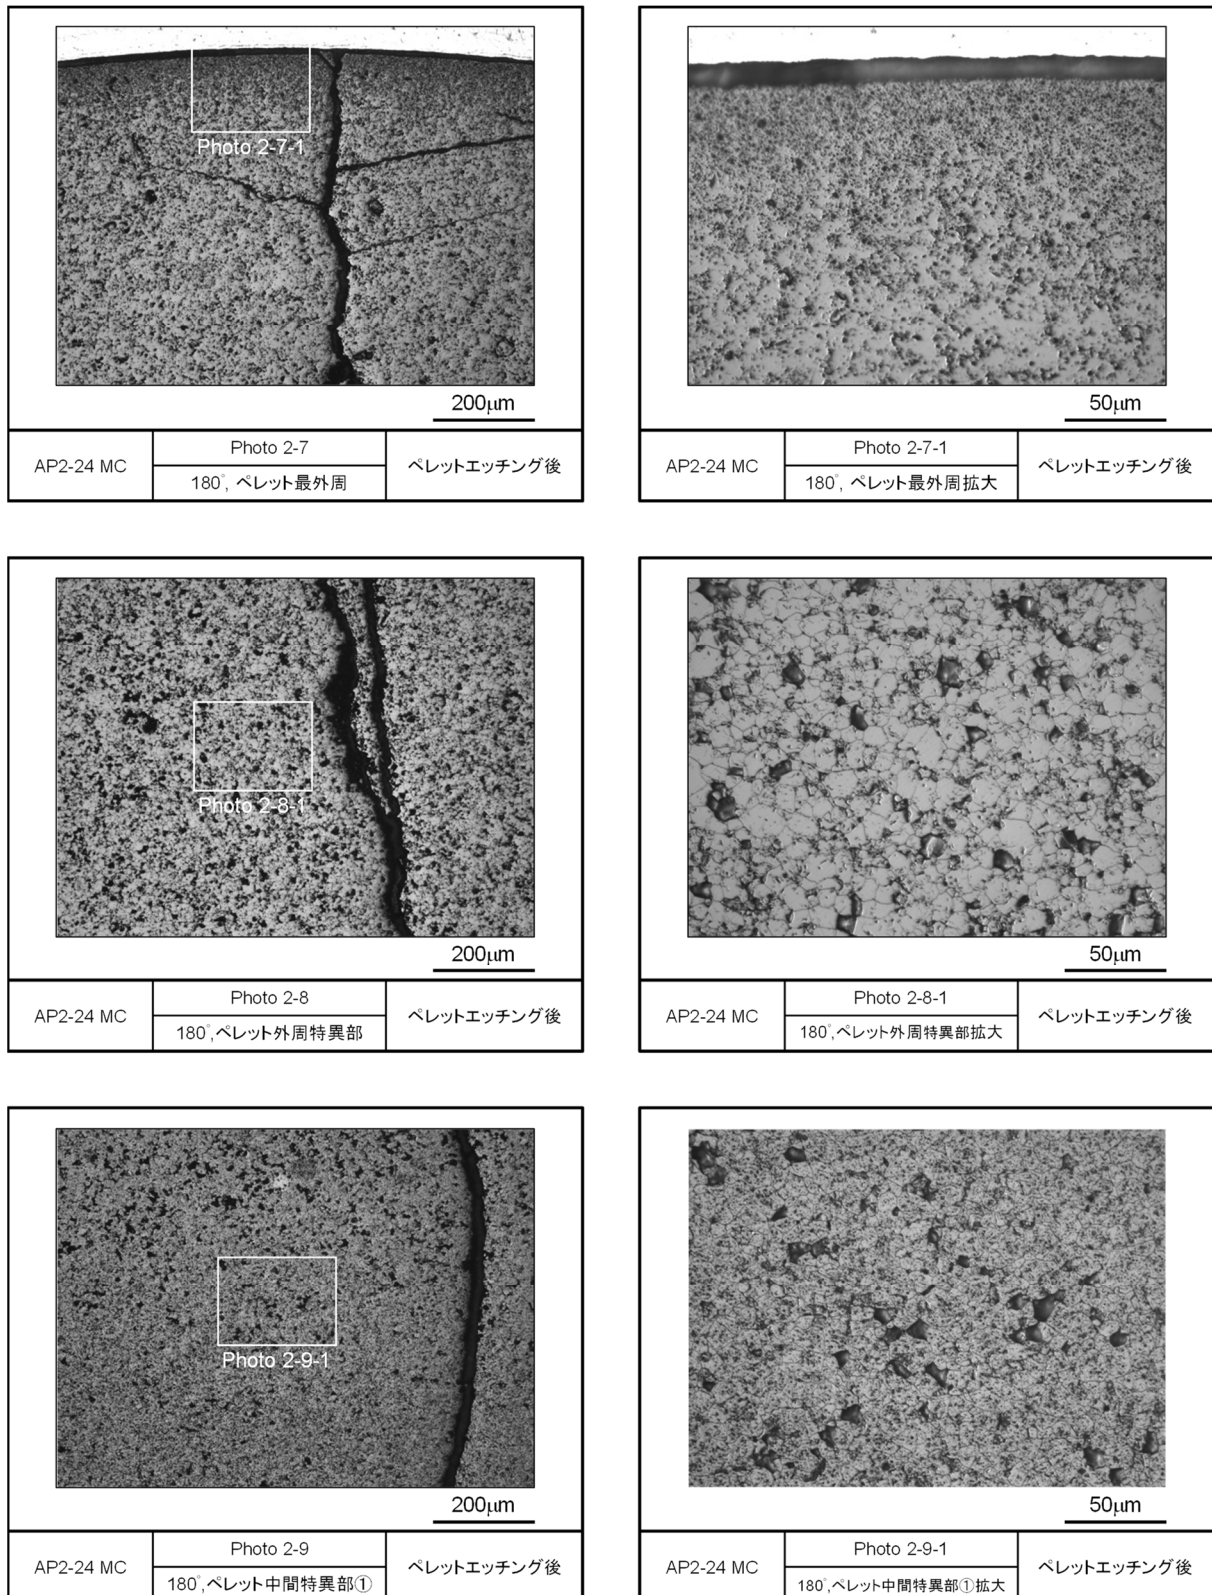 Photo 2-7-1
200μm
50μm
AP2-24 MC
Photo 2-7
180°, ペレット最外周
ペレットエッチング後
AP2-24 MC
Photo 2-7-1
180°, ペレット最外周拡大
ペレットエッチング後
Photo 2-8-1
200μm
50μm
AP2-24 MC
Photo 2-8
180°,ペレット外周特異部
ペレットエッチング後
AP2-24 MC
Photo 2-8-1
180°,ペレット外周特異部拡大
ペレットエッチング後
Photo 2-9-1
200μm
50μm
AP2-24 MC
Photo 2-9
180°,ペレット中間特異部①
ペレットエッチング後
AP2-24 MC
Photo 2-9-1
180°,ペレット中間特異部①拡大
ペレットエッチング後